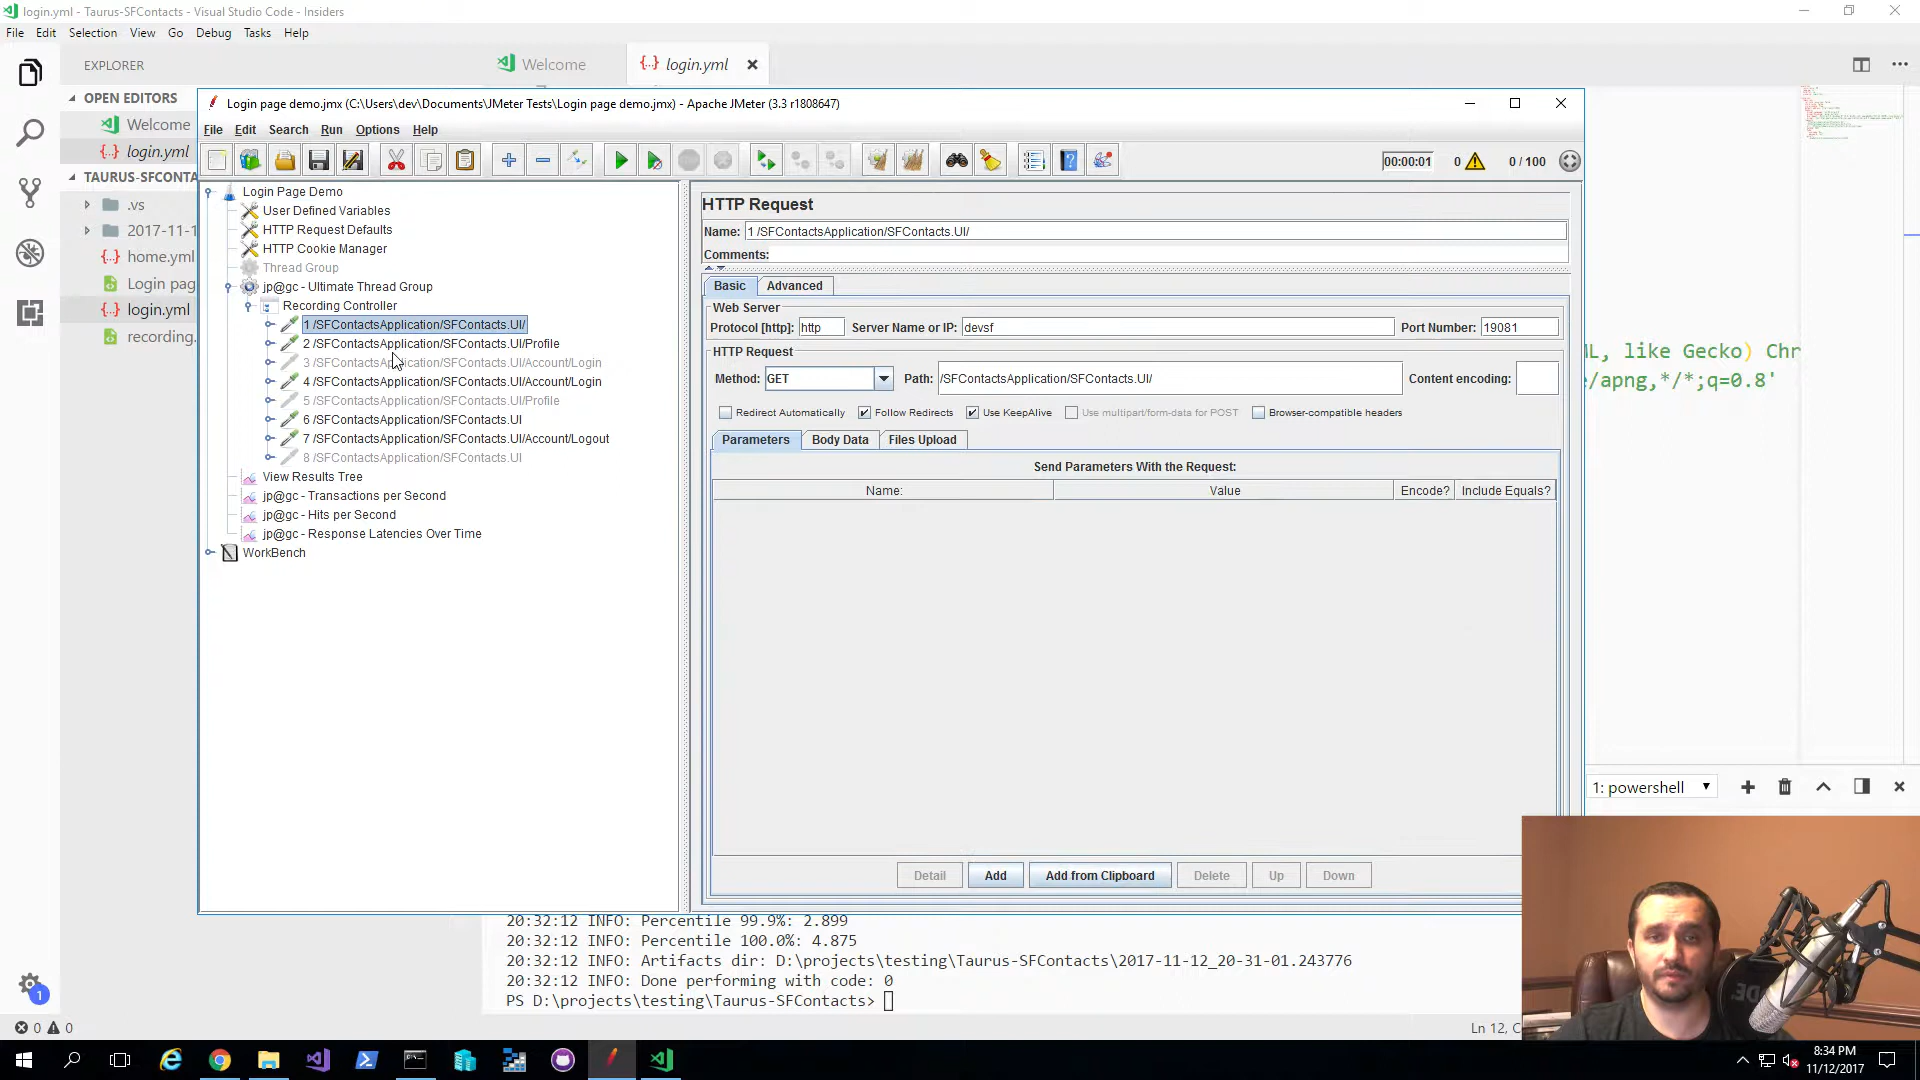 login.yml - Taurus-SFContacts - Visual Studio Code - Insiders
File Edit Selection View Go Debug Tasks Help
EXPLORER
Welcome
login.yml
OPEN EDITORS
Welcome
login.yml
TAURUS-SFCONTA
.vs
2017-11-1
home.yml
Login pag
login.yml
recording.
Login page demo.jmx (C:\Users\dev\Documents\JMeter Tests\Login page demo.jmx) - Apache JMeter (3.3 r1808647)
File Edit Search Run Options Help
00:00:01 0 0 / 100
Login Page Demo
User Defined Variables
HTTP Request Defaults
HTTP Cookie Manager
Thread Group
jp@gc - Ultimate Thread Group
Recording Controller
1 /SFContactsApplication/SFContacts.UI/
2 /SFContactsApplication/SFContacts.UI/Profile
3 /SFContactsApplication/SFContacts.UI/Account/Login
4 /SFContactsApplication/SFContacts.UI/Account/Login
5 /SFContactsApplication/SFContacts.UI/Profile
6 /SFContactsApplication/SFContacts.UI
7 /SFContactsApplication/SFContacts.UI/Account/Logout
8 /SFContactsApplication/SFContacts.UI
View Results Tree
jp@gc - Transactions per Second
jp@gc - Hits per Second
jp@gc - Response Latencies Over Time
WorkBench
HTTP Request
Name: 1 /SFContactsApplication/SFContacts.UI/
Comments:
Basic Advanced
Web Server
Protocol [http]: http Server Name or IP: devsf Port Number: 19081
HTTP Request
Method: GET Path: /SFContactsApplication/SFContacts.UI/ Content encoding:
Redirect Automatically Follow Redirects Use KeepAlive Use multipart/form-data for POST Browser-compatible headers
Parameters Body Data Files Upload
Send Parameters With the Request:
Name: Value Encode? Include Equals?
Detail Add Add from Clipboard Delete Up Down
ML, like Gecko) Chr
e/apng,*/*;q=0.8'
1: powershell
20:32:12 INFO: Percentile 99.9%: 2.899
20:32:12 INFO: Percentile 100.0%: 4.875
20:32:12 INFO: Artifacts dir: D:\projects\testing\Taurus-SFContacts\2017-11-12_20-31-01.243776
20:32:12 INFO: Done performing with code: 0
PS D:\projects\testing\Taurus-SFContacts>
1
0 0
Ln 12, C
8:34 PM
11/12/2017